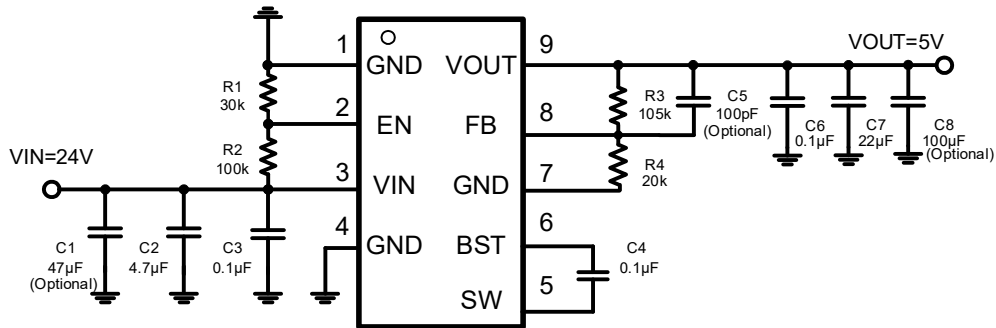 1
GND
R1
30k
2
EN
R2
100k
VIN=24V
3
VIN
4
GND
C1
47µF
(Optional)
C2
4.7µF
C3
0.1µF
9
VOUT
VOUT=5V
8
FB
R3
105k
C5
100pF
(Optional)
C6
0.1µF
C7
22µF
C8
100µF
(Optional)
7
GND
R4
20k
6
BST
C4
0.1µF
5
SW